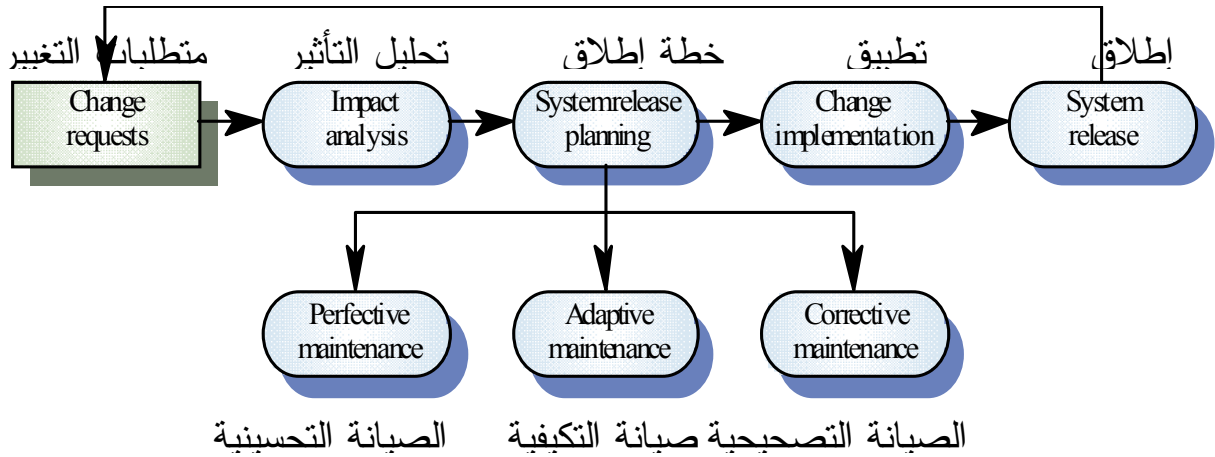 متطلبات التغيير
تحليل التأثير
خطة إطلاق
تطبيق
إطلاق
Change
requests
Impact
analysis
Systemrelease
planning
Change
implementation
System
release
Perfective
maintenance
Adaptive
maintenance
Corrective
maintenance
الصيانة التحسينية
صيانة التكيفية
الصيانة التصحيحية